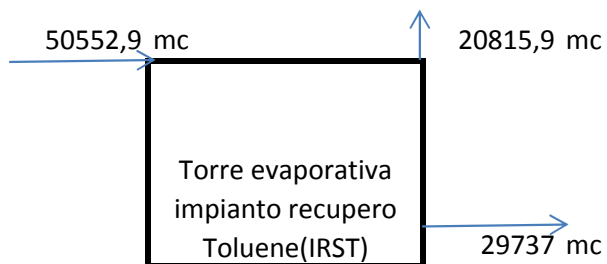 50552,9 mc
20815,9 mc
Torre evaporativa
impianto recupero
Toluene(IRST)
29737 mc